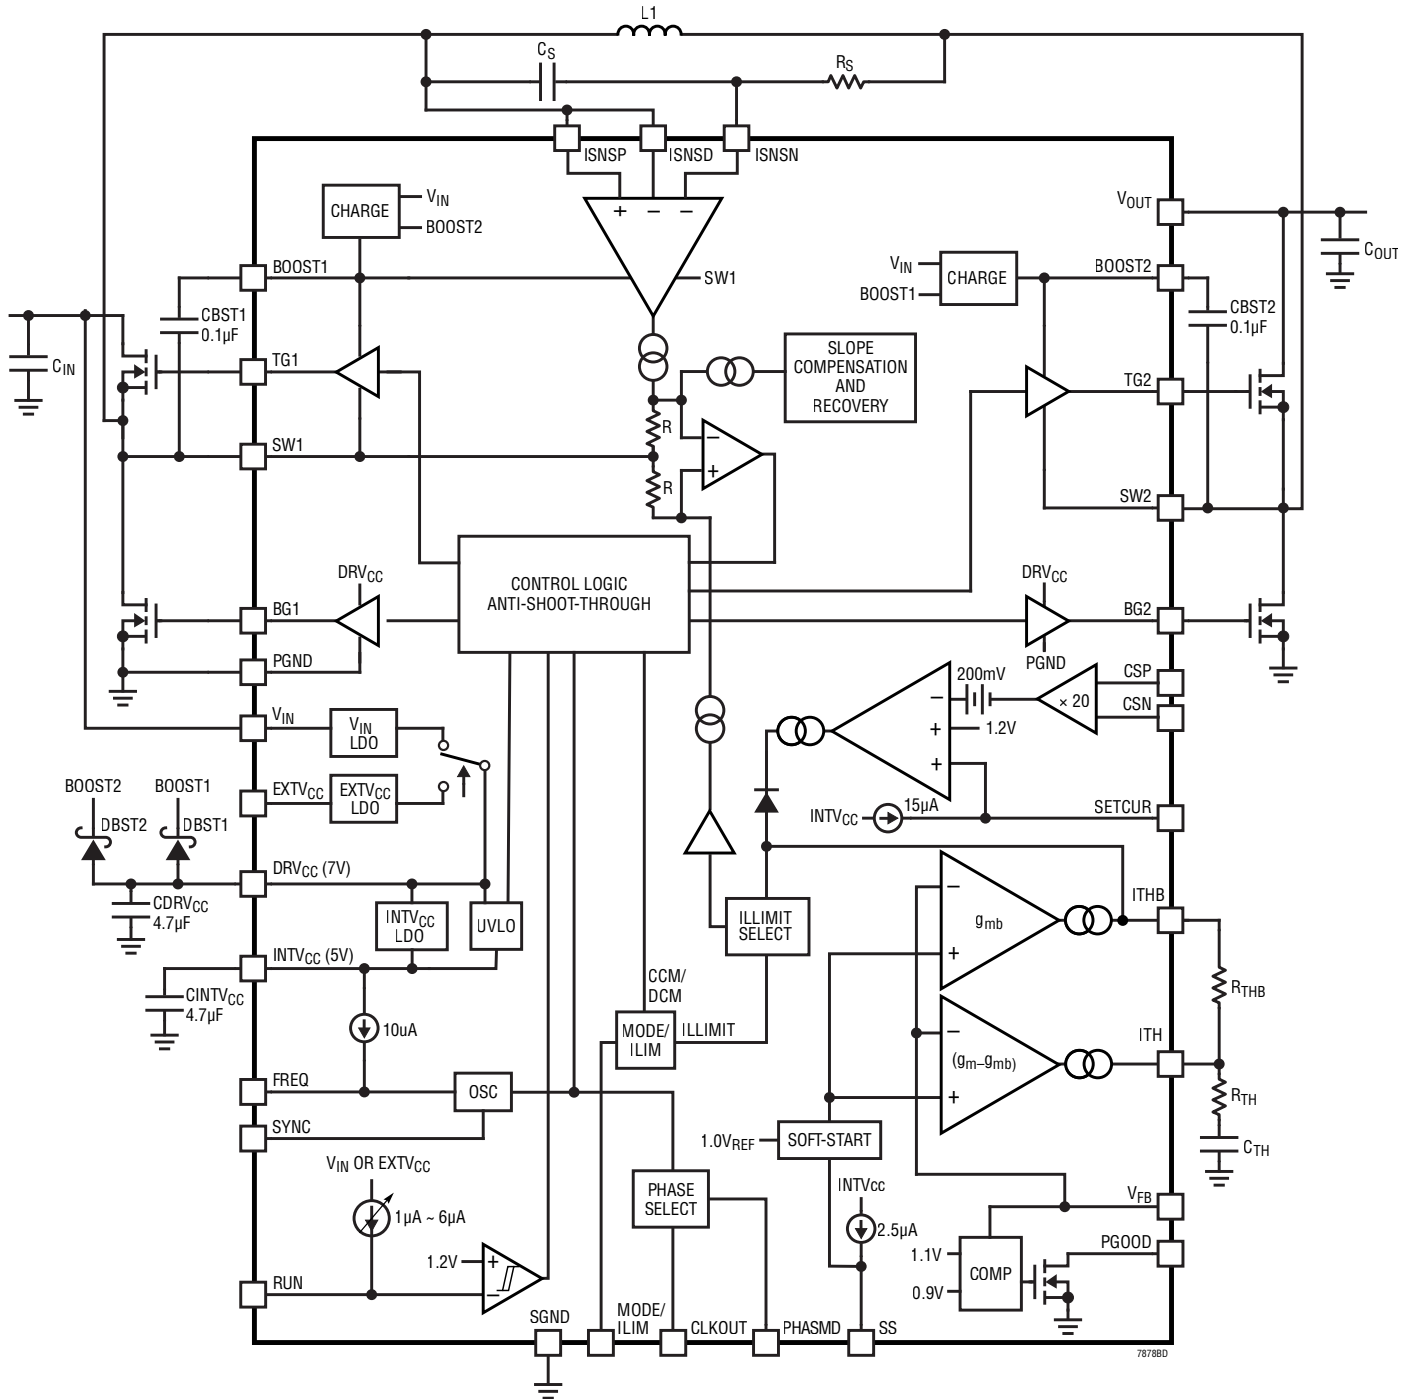 L1
CS
RS
ISNSP
ISNSD
ISNSN
+
−
−
CHARGE
VIN
BOOST2
VOUT
COUT
BOOST1
SW1
VIN
BOOST1
CHARGE
BOOST2
CBST1
0.1µF
CBST2
0.1µF
CIN
TG1
SLOPE
COMPENSATION
AND
RECOVERY
TG2
R
−
+
SW1
R
SW2
CONTROL LOGIC
ANTI-SHOOT-THROUGH
DRVCC
DRVCC
BG1
BG2
PGND
PGND
200mV
CSP
× 20
CSN
−
+
1.2V
+
VIN
VIN
LDO
BOOST2
BOOST1
EXTVCC
EXTVCC
LDO
15µA
INTVCC
SETCUR
DBST2
DBST1
DRVCC (7V)
CDRVCC
4.7µF
INTVCC
LDO
UVLO
ILLIMIT
SELECT
−
gmb
+
ITHB
INTVCC (5V)
CINTVCC
4.7µF
CCM/
DCM
RTHB
10uA
MODE/
ILIM
ILLIMIT
−
(gm–gmb)
+
ITH
FREQ
OSC
RTH
SYNC
1.0VREF
SOFT-START
CTH
VIN OR EXTVCC
1µA ~ 6µA
PHASE
SELECT
INTVCC
2.5µA
VFB
PGOOD
1.1V
COMP
0.9V
1.2V
+
−
RUN
SGND
MODE/
ILIM
CLKOUT
PHASMD
SS
7878BD